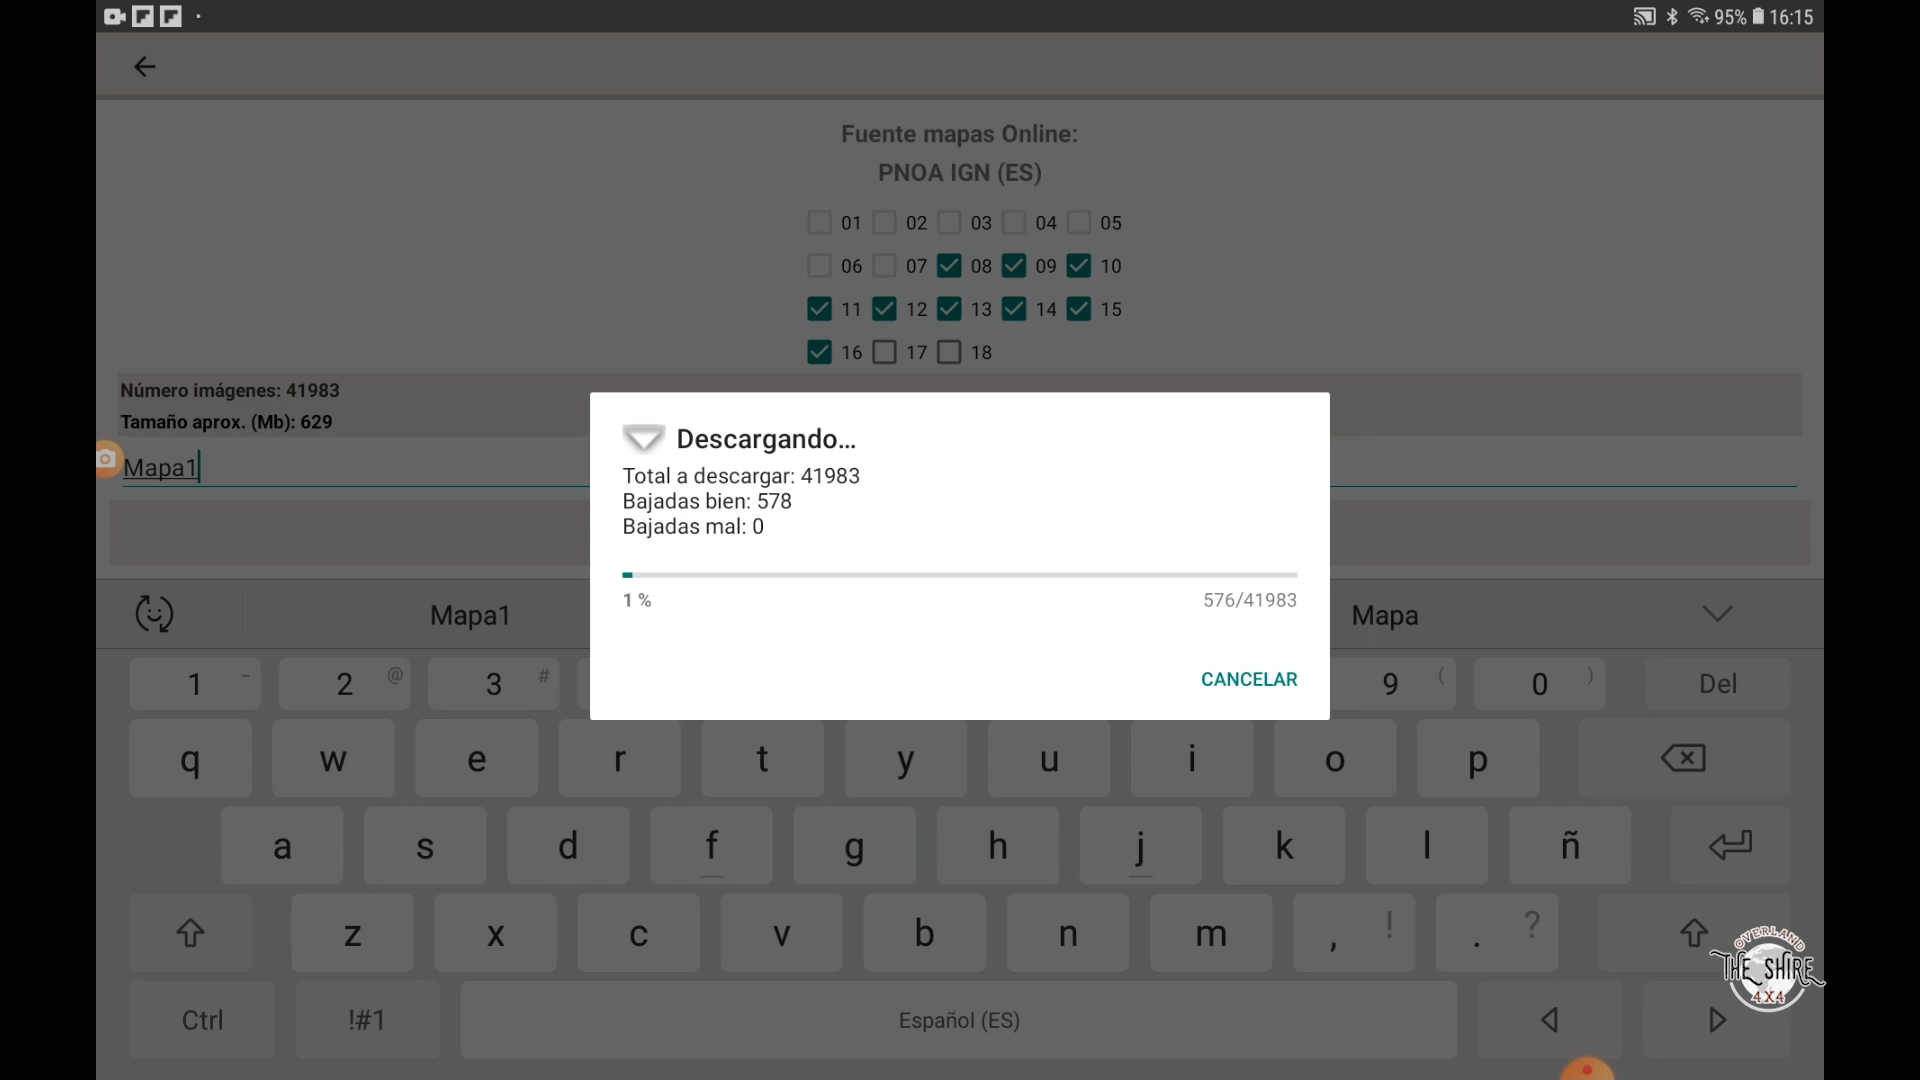 95% 16:15
Fuente mapas Online:
PNOA IGN (ES)
01 02 03 04 05
06 07 08 09 10
11 12 13 14 15
16 17 18
Número imágenes: 41983
Tamaño aprox. (Mb): 629
Mapa1
Descargando...
Total a descargar: 41983
Bajadas bien: 578
Bajadas mal: 0
1 % 576/41983
CANCELAR
Mapa1 Mapa
1 - 2 @ 3 # 9 ( 0 ) Del
q w e r t y u i o p
a s d f g h j k l ñ
z x c v b n m , ! . ?
Ctrl !#1 Español (ES)
OVERLAND
THE SHIRE
4X4